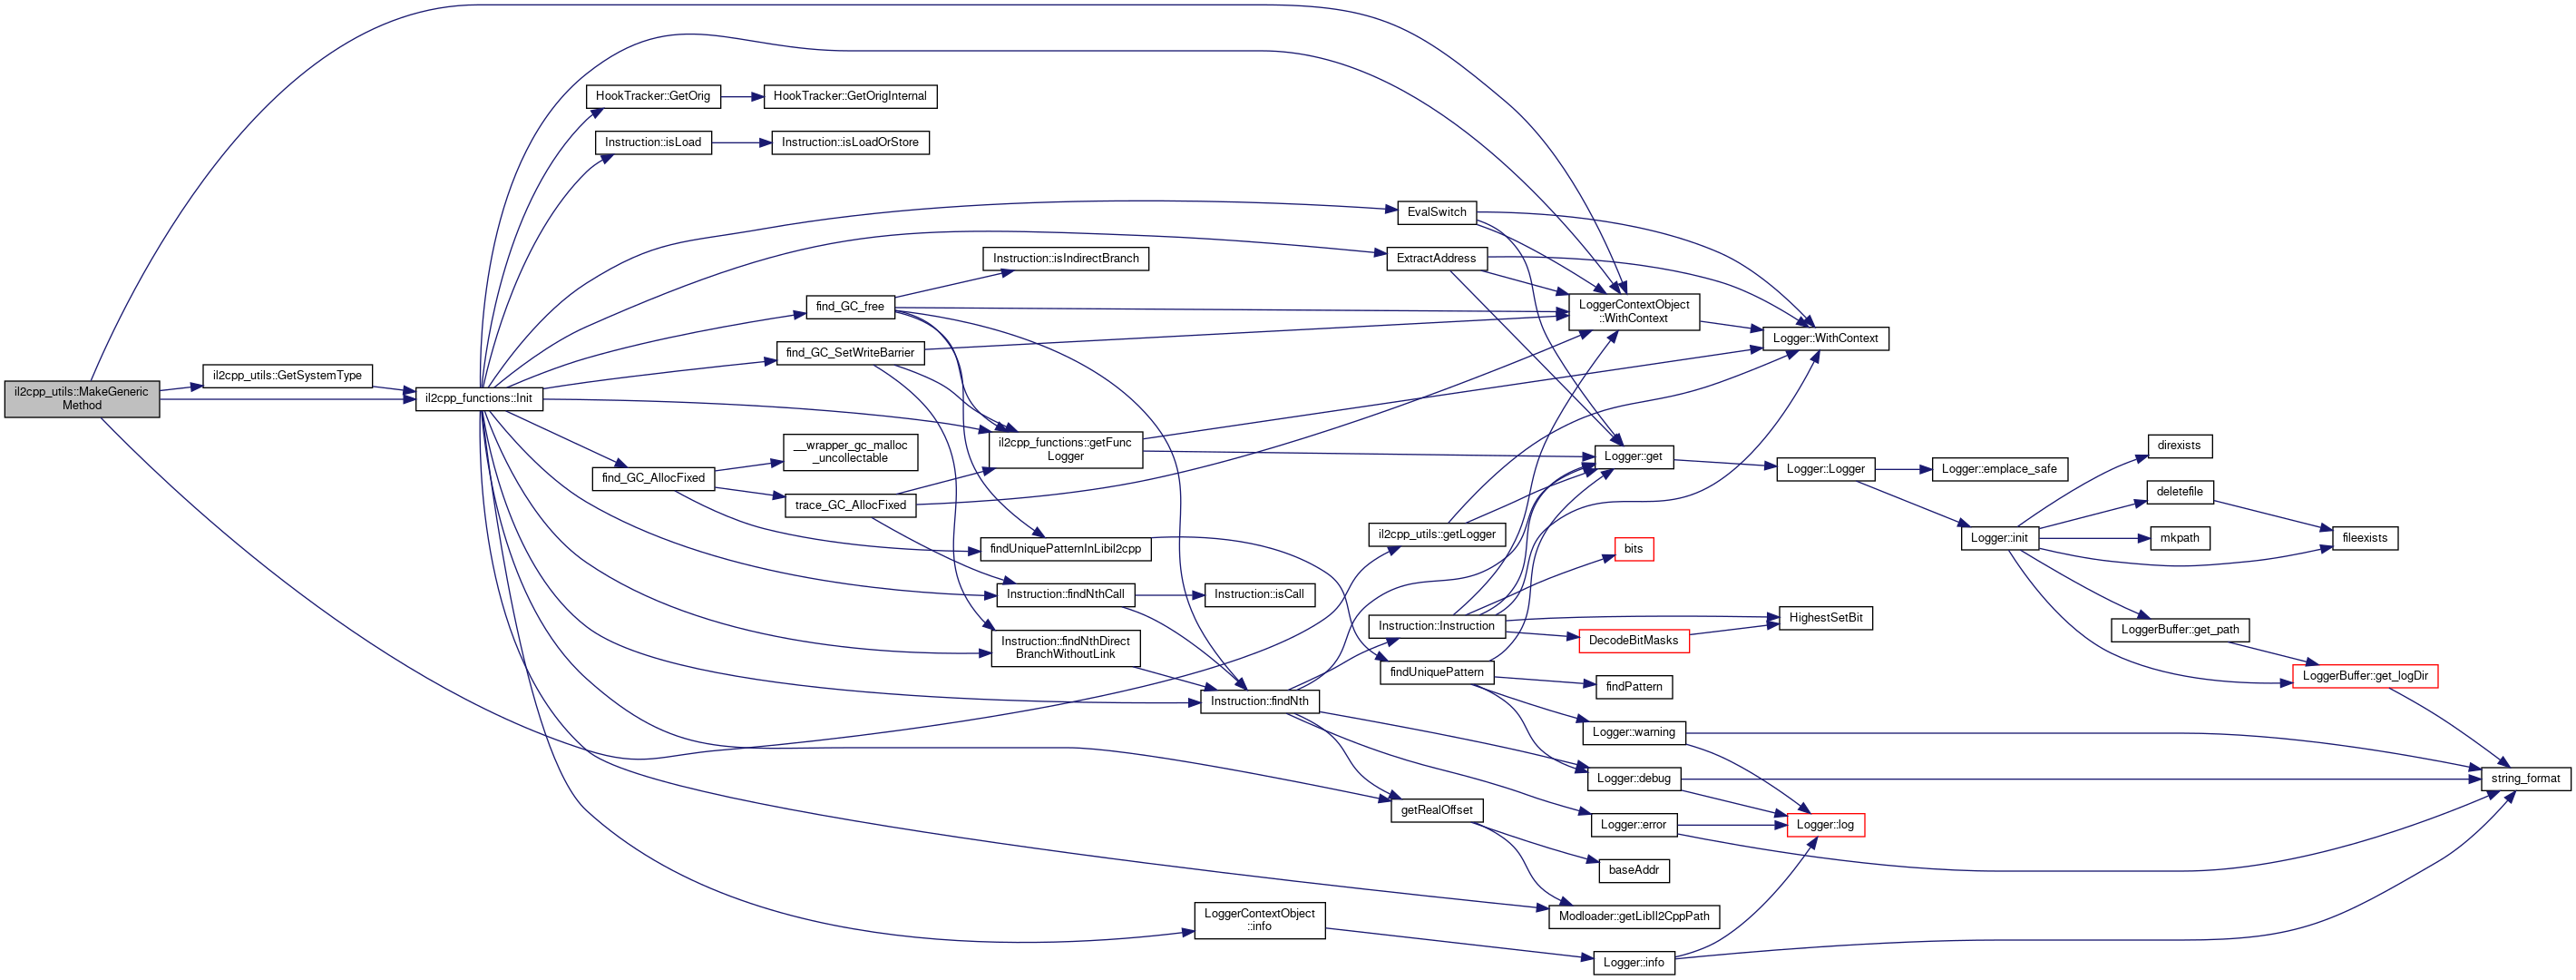 il2cpp_utils::MakeGeneric
Method
il2cpp_utils::GetSystemType
il2cpp_functions::Init
HookTracker::GetOrig
HookTracker::GetOrigInternal
Instruction::isLoad
Instruction::isLoadOrStore
EvalSwitch
ExtractAddress
Instruction::isIndirectBranch
find_GC_free
find_GC_SetWriteBarrier
LoggerContextObject
::WithContext
Logger::WithContext
il2cpp_functions::getFunc
Logger
__wrapper_gc_malloc
_uncollectable
find_GC_AllocFixed
trace_GC_AllocFixed
findUniquePatternInLibil2cpp
Instruction::findNthCall
Instruction::isCall
Instruction::findNthDirect
BranchWithoutLink
Instruction::findNth
Logger::get
Logger::Logger
Logger::emplace_safe
il2cpp_utils::getLogger
bits
Instruction::Instruction
HighestSetBit
DecodeBitMasks
findUniquePattern
findPattern
Logger::warning
Logger::debug
getRealOffset
Logger::error
Logger::log
baseAddr
Modloader::getLibIl2CppPath
LoggerContextObject
::info
Logger::info
direxists
deletefile
Logger::init
mkpath
fileexists
LoggerBuffer::get_path
LoggerBuffer::get_logDir
string_format